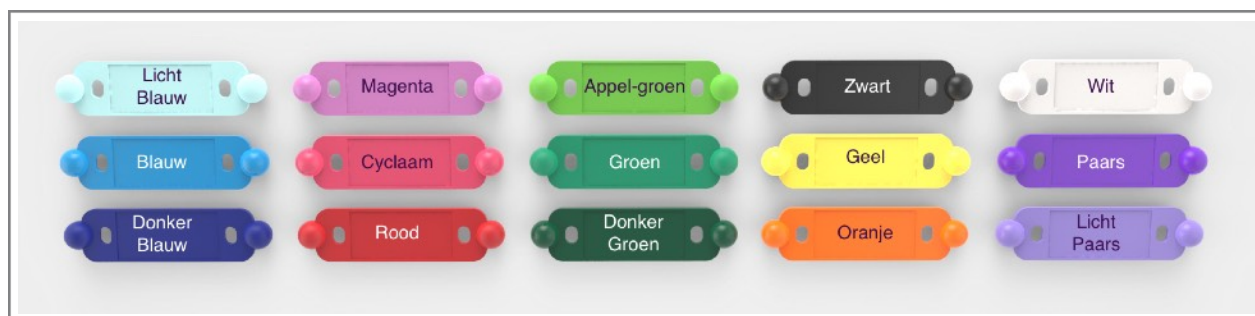 Licht
Blauw
Magenta
Appel-groen
Zwart
Wit
Blauw
Cyclaam
Groen
Geel
Paars
Donker
Blauw
Rood
Donker
Groen
Oranje
Licht
Paars